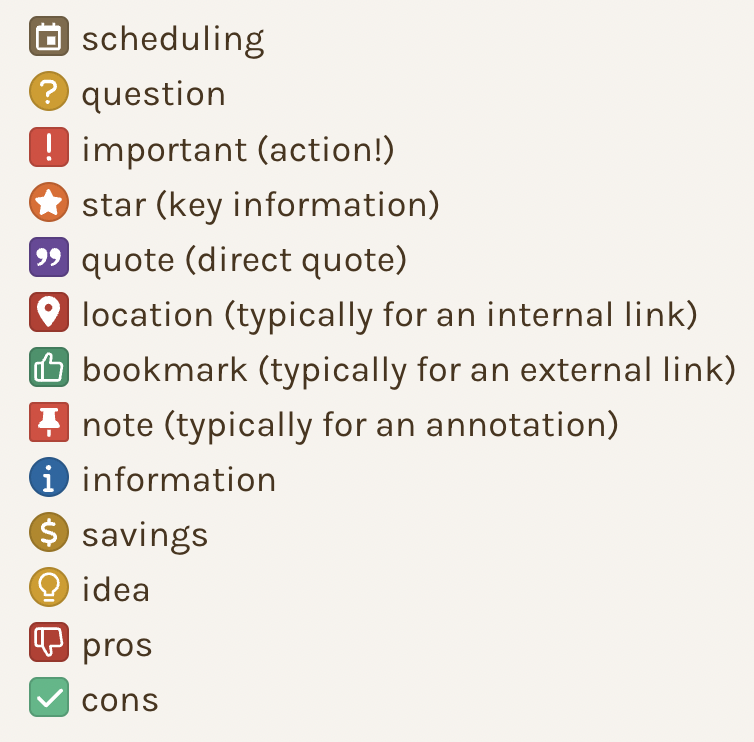 scheduling
? question
! important (action!)
star (key information)
" quote (direct quote)
location (typically for an internal link)
bookmark (typically for an external link)
note (typically for an annotation)
i information
$ savings
idea
pros
cons